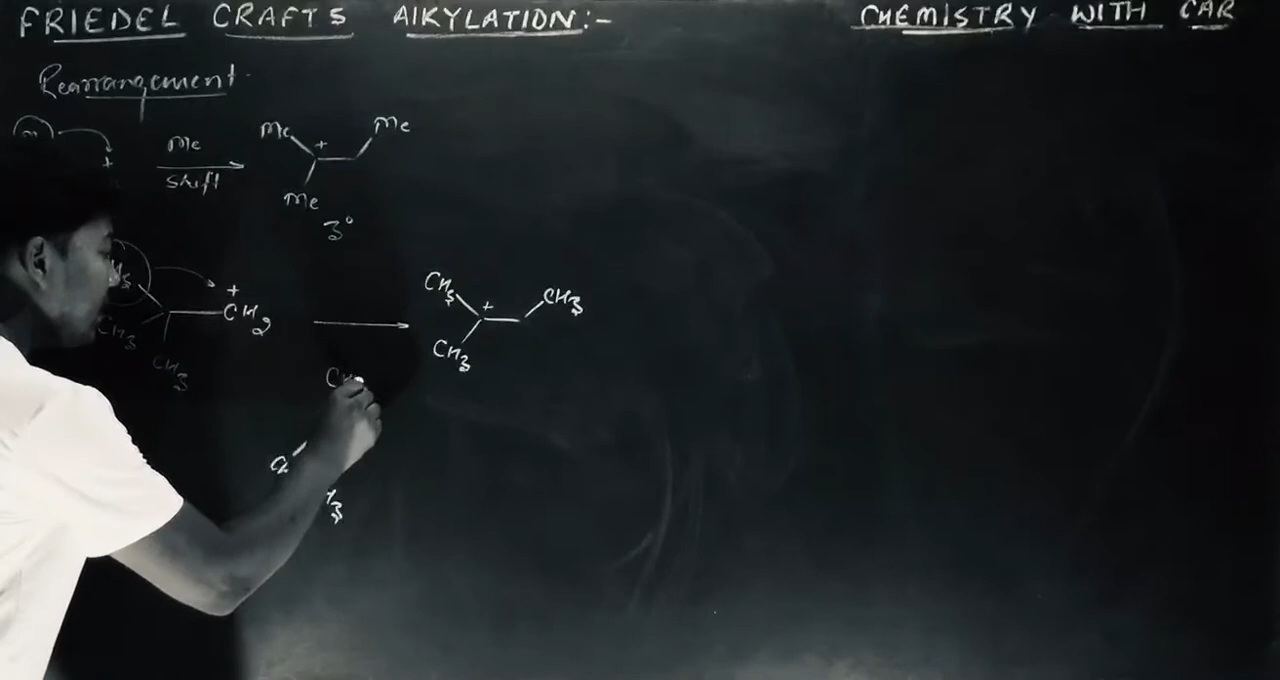 FRIEDEL CRAFTS AlKYLATION:- CHEMISTRY WITH CAR
Rearrangement
m + Me shift Me + Me
Me
3°
+ CH2 CH3 + CH3
CH3 CH3
CH3